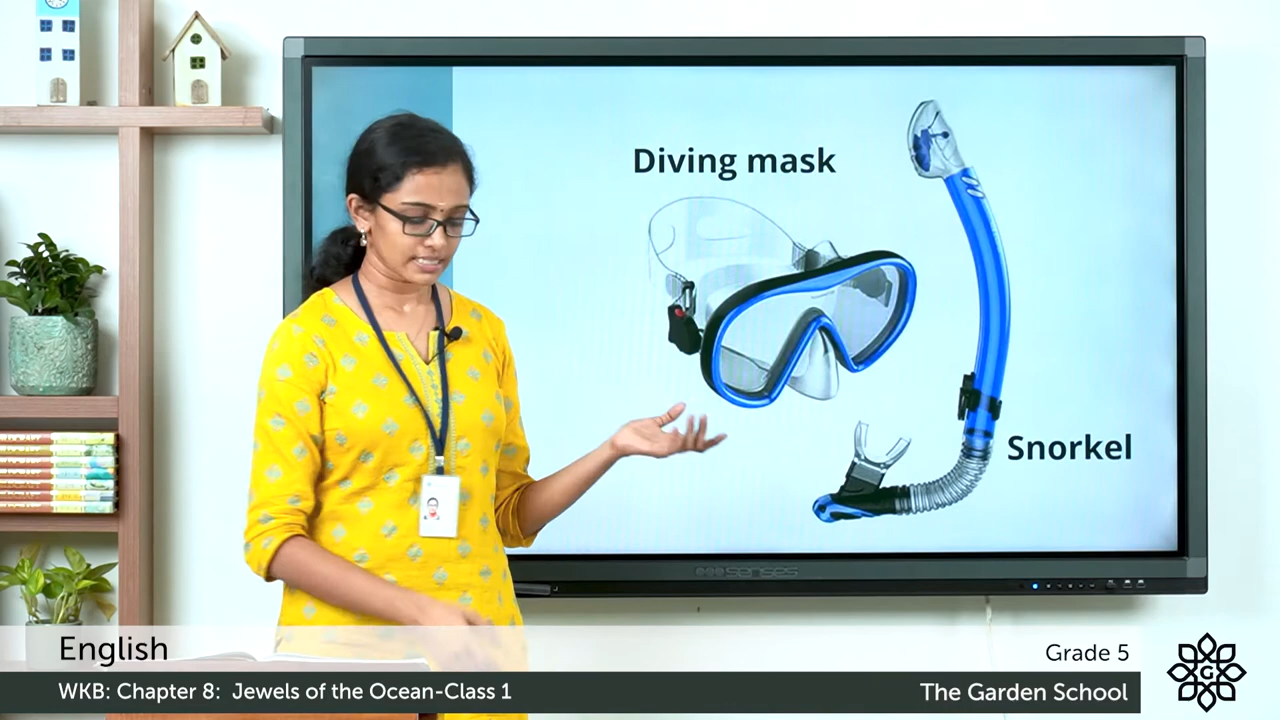 Diving mask
Snorkel
English
Grade 5
WKB: Chapter 8: Jewels of the Ocean-Class 1
The Garden School
G